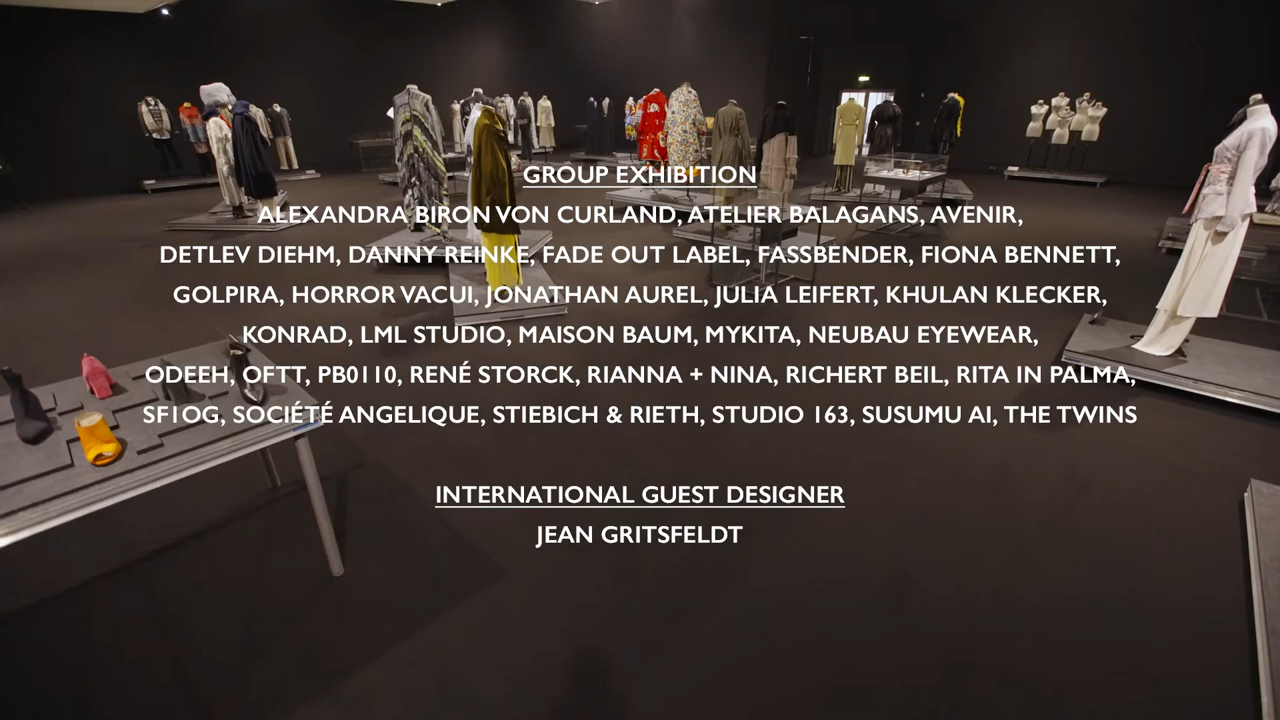 GROUP EXHIBITION
ALEXANDRA BIRON VON CURLAND, ATELIER BALAGANS, AVENIR,
DETLEV DIEHM, DANNY REINKE, FADE OUT LABEL, FASSBENDER, FIONA BENNETT,
GOLPIRA, HORROR VACUI, JONATHAN AUREL, JULIA LEIFERT, KHULAN KLECKER,
KONRAD, LML STUDIO, MAISON BAUM, MYKITA, NEUBAU EYEWEAR,
ODEEH, OFTT, PB0110, RENÉ STORCK, RIANNA + NINA, RICHERT BEIL, RITA IN PALMA,
SF1OG, SOCIÉTÉ ANGELIQUE, STIEBICH & RIETH, STUDIO 163, SUSUMU AI, THE TWINS
INTERNATIONAL GUEST DESIGNER
JEAN GRITSFELDT